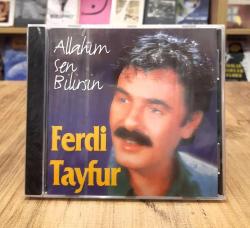 Allahım
Sen
Bilirsin
Ferdi
Tayfur